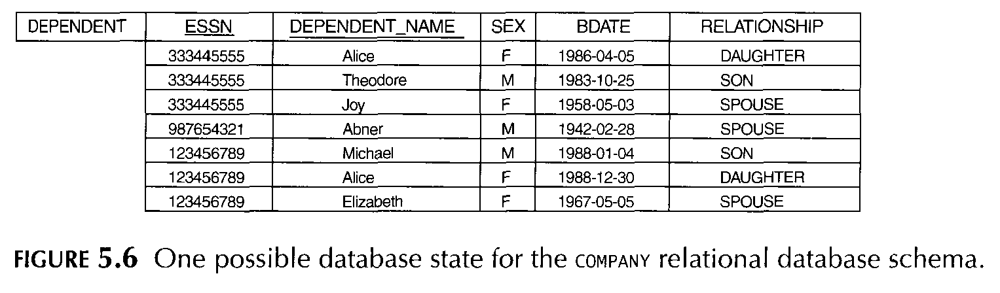 DEPENDENT ESSN DEPENDENT_NAME SEX BDATE RELATIONSHIP
333445555 Alice F 1986-04-05 DAUGHTER
333445555 Theodore M 1983-10-25 SON
333445555 Joy F 1958-05-03 SPOUSE
987654321 Abner M 1942-02-28 SPOUSE
123456789 Michael M 1988-01-04 SON
123456789 Alice F 1988-12-30 DAUGHTER
123456789 Elizabeth F 1967-05-05 SPOUSE
FIGURE 5.6 One possible database state for the COMPANY relational database schema.